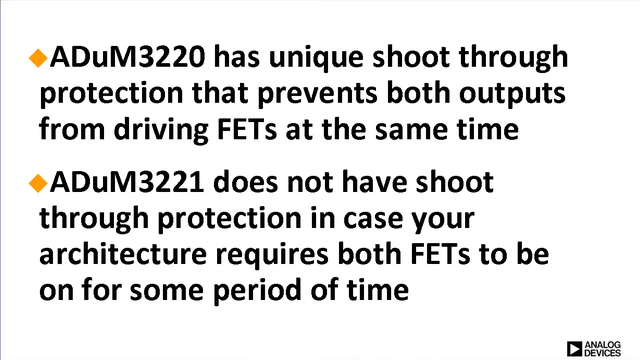 ADuM3220 has unique shoot through
protection that prevents both outputs
from driving FETs at the same time
ADuM3221 does not have shoot
through protection in case your
architecture requires both FETs to be
on for some period of time
ANALOG
DEVICES